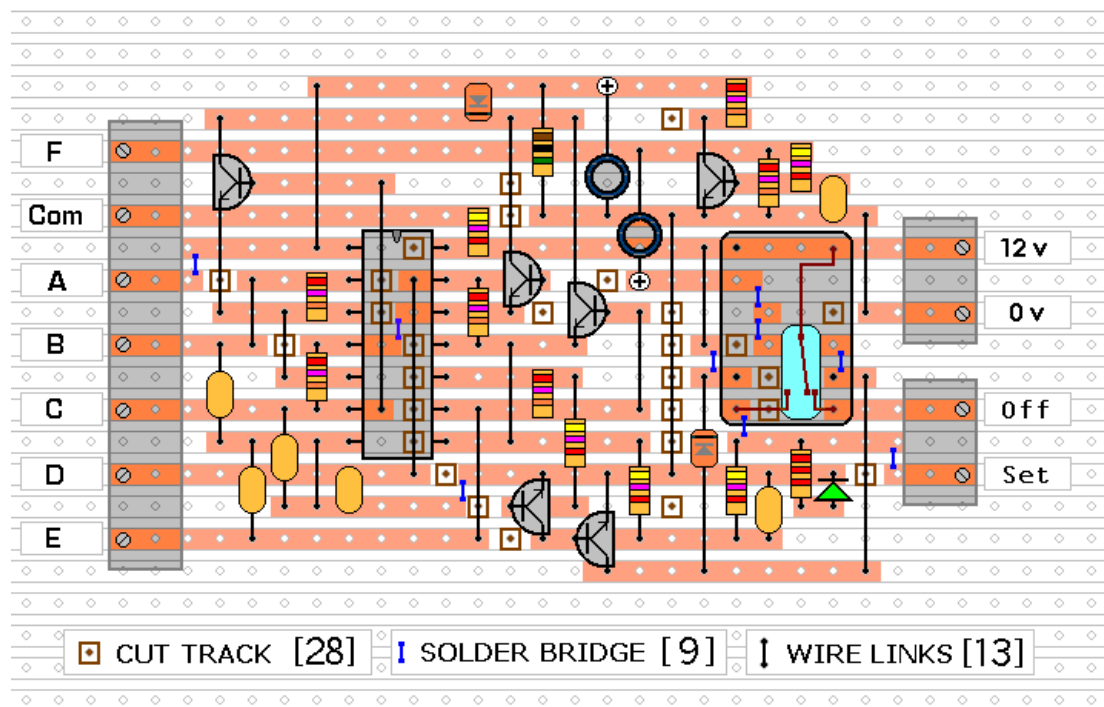 F
Com
A
B
C
D
E
12 v
0 v
Off
Set
CUT TRACK [28]
SOLDER BRIDGE [9]
WIRE LINKS [13]